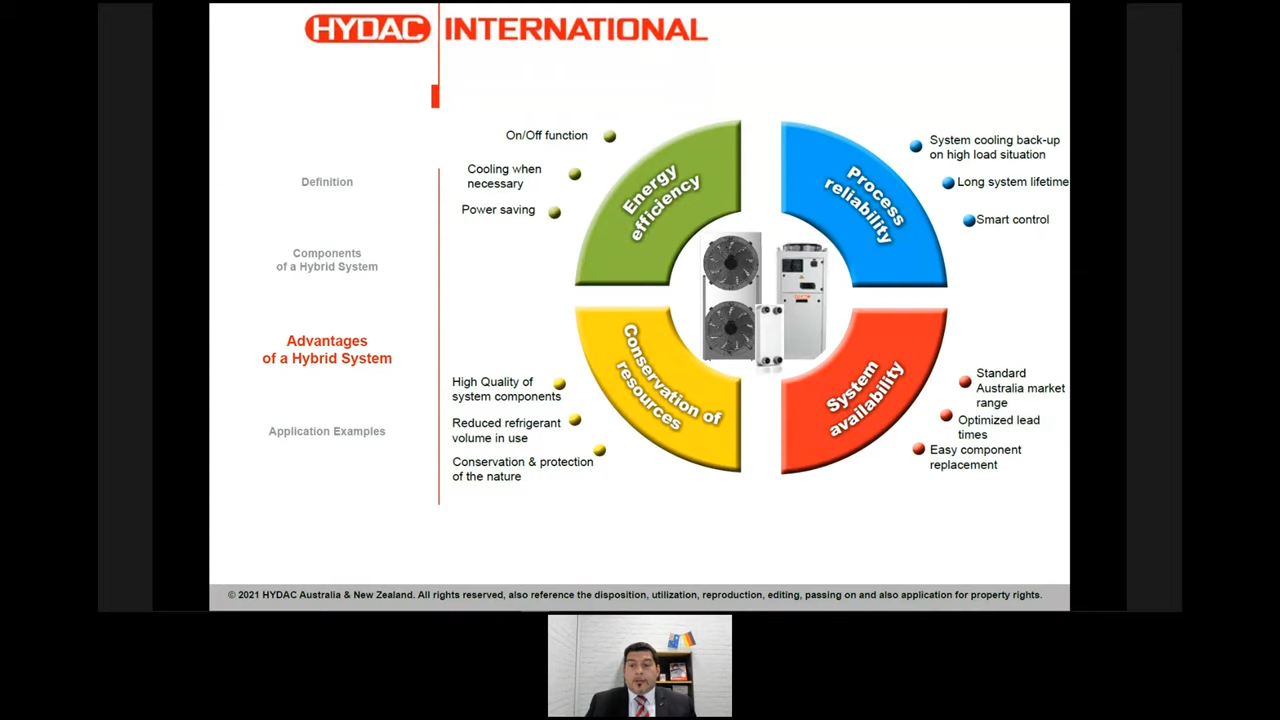 HYDAC INTERNATIONAL
Definition
Components
of a Hybrid System
Advantages
of a Hybrid System
Application Examples
On/Off function
Cooling when
necessary
Power saving
Energy
efficiency
Process
reliability
System cooling back-up
on high load situation
Long system lifetime
Smart control
High Quality of
system components
Reduced refrigerant
volume in use
Conservation & protection
of the nature
Conservation of
resources
System
availability
Standard
Australia market
range
Optimized lead
times
Easy component
replacement
© 2021 HYDAC Australia & New Zealand. All rights reserved, also reference the disposition, utilization, reproduction, editing, passing on and also application for property rights.